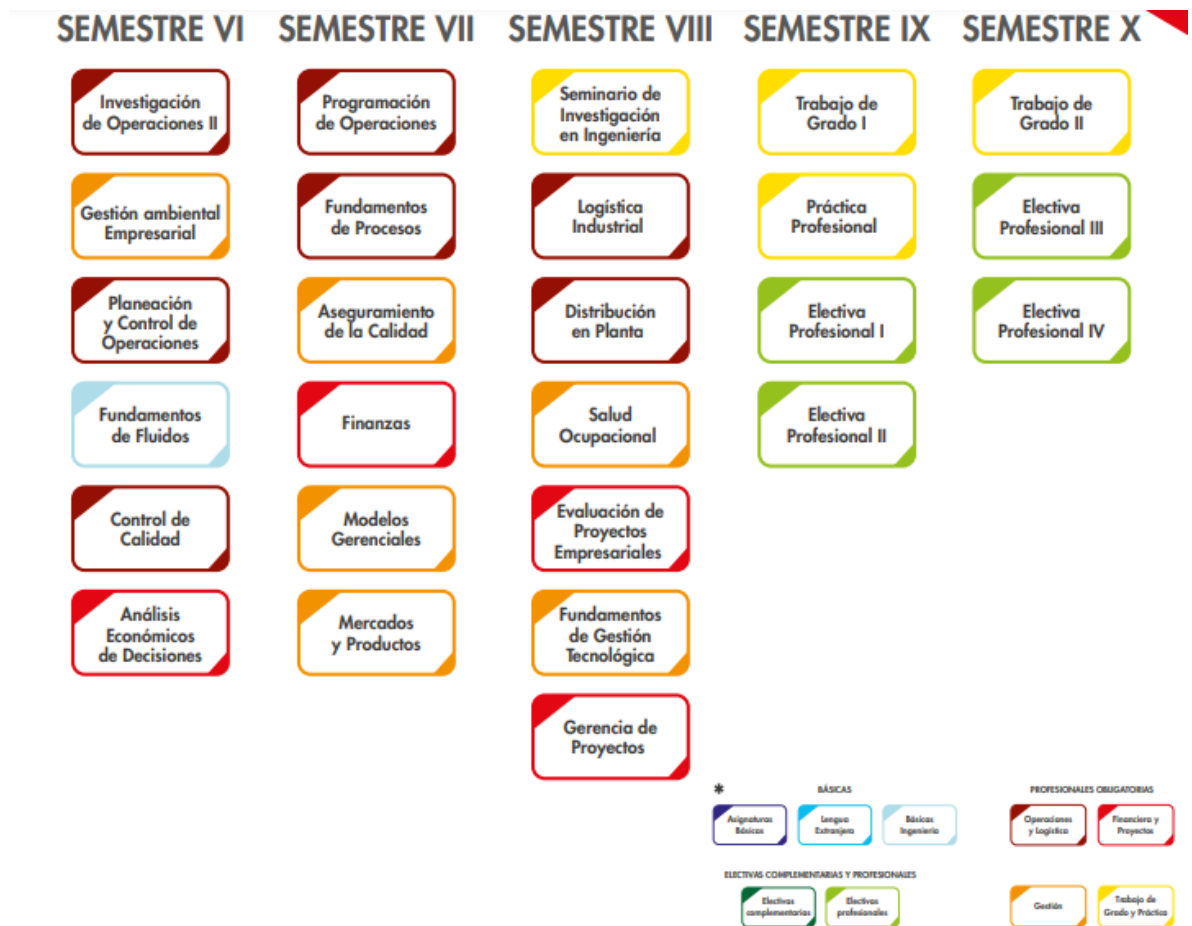 SEMESTRE VI
SEMESTRE VII
SEMESTRE VIII
SEMESTRE IX
SEMESTRE X
Investigación
de Operaciones II
Programación
de Operaciones
Seminario de
Investigación
en Ingeniería
Trabajo de
Grado I
Trabajo de
Grado II
Gestión ambiental
Empresarial
Fundamentos
de Procesos
Logística
Industrial
Práctica
Profesional
Electiva
Profesional III
Planeación
y Control de
Operaciones
Aseguramiento
de la Calidad
Distribución
en Planta
Electiva
Profesional I
Electiva
Profesional IV
Fundamentos
de Fluidos
Finanzas
Salud
Ocupacional
Electiva
Profesional II
Control de
Calidad
Modelos
Gerenciales
Evaluación de
Proyectos
Empresariales
Análisis
Económicos
de Decisiones
Mercados
y Productos
Fundamentos
de Gestión
Tecnológica
Gerencia de
Proyectos
*
BÁSICAS
Asignaturas
Básicas
Lengua
Extranjera
Básicas
Ingeniería
PROFESIONALES OBLIGATORIAS
Operaciones
y Logística
Financiera y
Proyectos
ELECTIVAS COMPLEMENTARIAS Y PROFESIONALES
Electivas
complementarias
Electivas
profesionales
Gestión
Trabajo de
Grado y Práctica